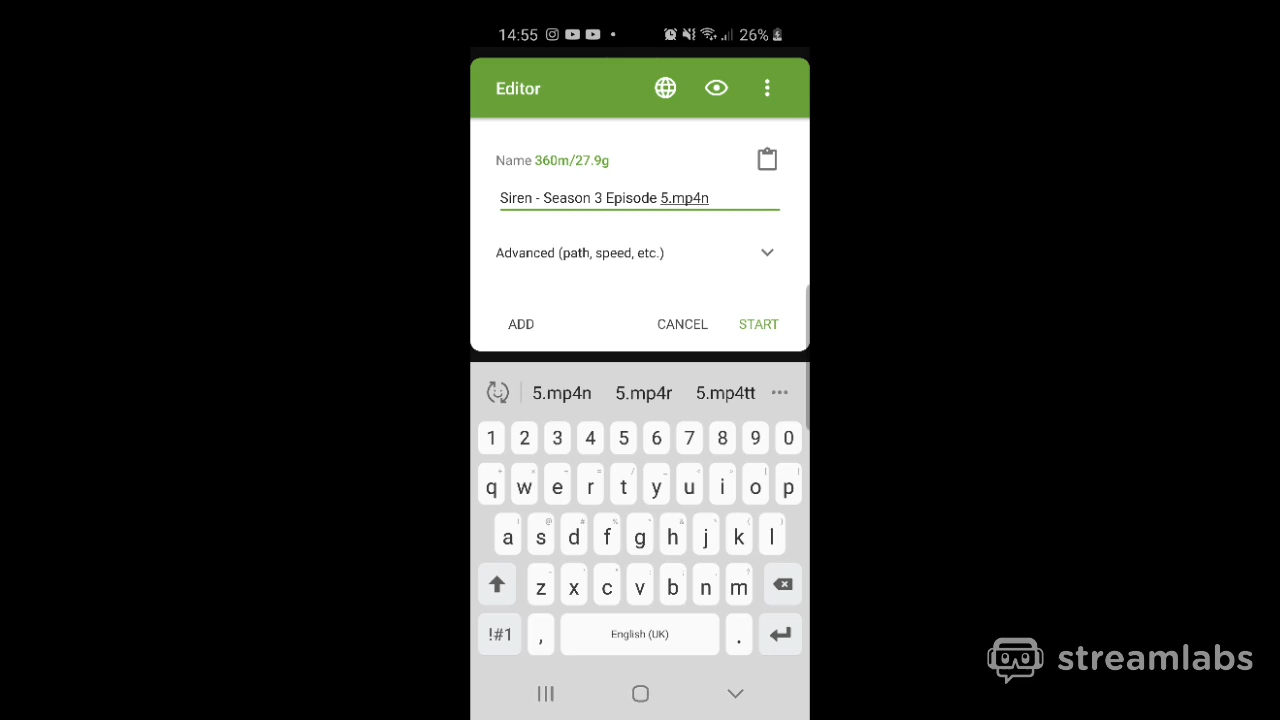 14:55 26%
Editor
Name 360m/27.9g
Siren - Season 3 Episode 5.mp4n
Advanced (path, speed, etc.)
ADD CANCEL START
5.mp4n 5.mp4r 5.mp4tt
1 2 3 4 5 6 7 8 9 0
q w e r t y u i o p
a s d f g h j k l
z x c v b n m
!#1 , English (UK) .
streamlabs